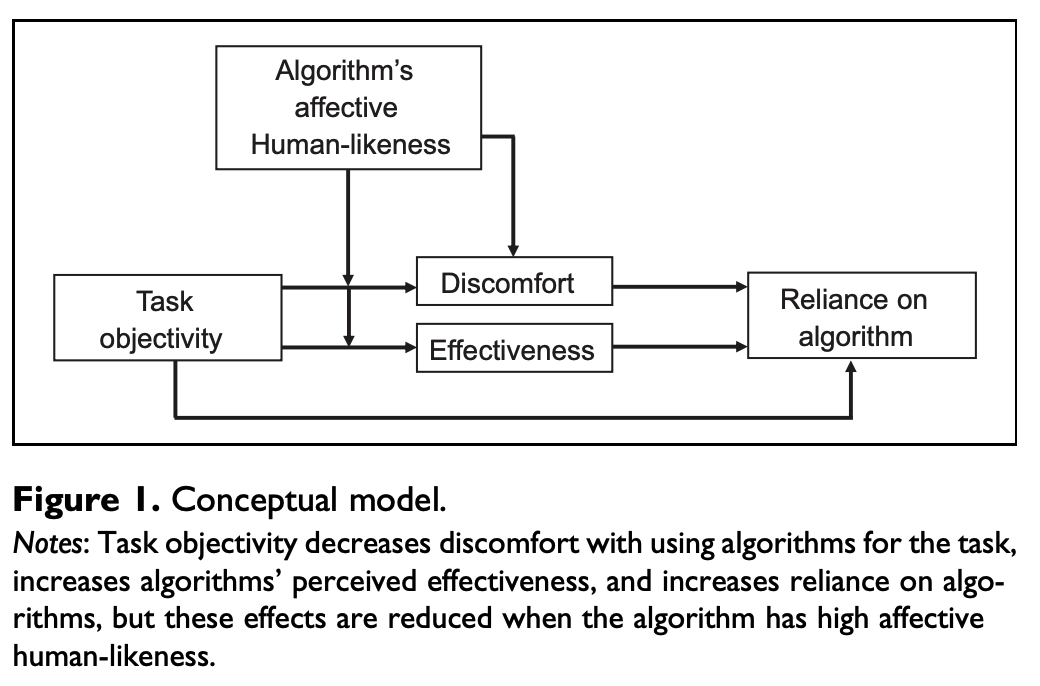 Algorithm's
affective
Human-likeness
Discomfort
Task
objectivity
Reliance on
algorithm
Effectiveness
Figure 1. Conceptual model.
Notes: Task objectivity decreases discomfort with using algorithms for the task,
increases algorithms' perceived effectiveness, and increases reliance on algo-
rithms, but these effects are reduced when the algorithm has high affective
human-likeness.